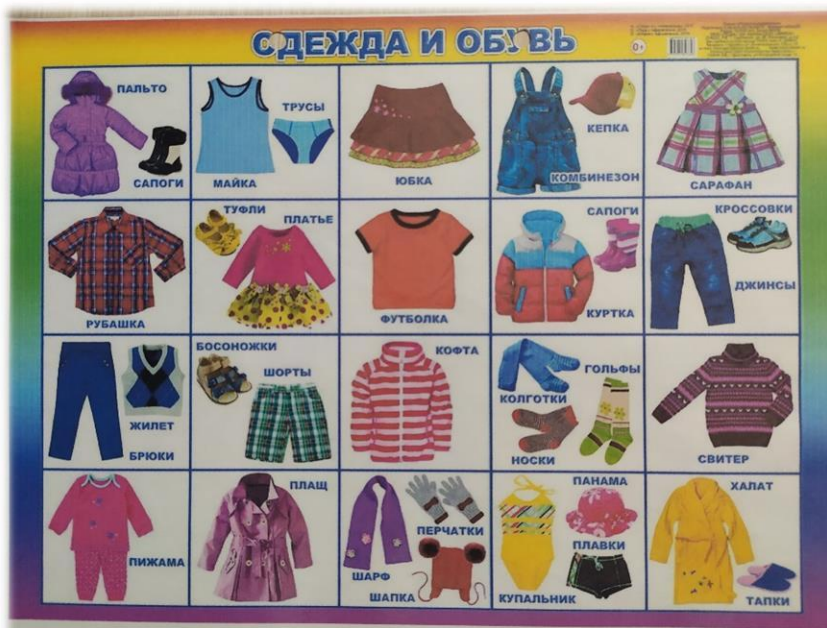 ОДЕЖДА И ОБУВЬ
0+
ПАЛЬТО
САПОГИ
ТРУСЫ
МАЙКА
ЮБКА
КЕПКА
КОМБИНЕЗОН
САРАФАН
РУБАШКА
ТУФЛИ
ПЛАТЬЕ
ФУТБОЛКА
САПОГИ
КУРТКА
КРОССОВКИ
ДЖИНСЫ
ЖИЛЕТ
БРЮКИ
БОСОНОЖКИ
ШОРТЫ
КОФТА
ГОЛЬФЫ
КОЛГОТКИ
НОСКИ
СВИТЕР
ПИЖАМА
ПЛАЩ
ПЕРЧАТКИ
ШАРФ
ШАПКА
ПАНАМА
ПЛАВКИ
КУПАЛЬНИК
ХАЛАТ
ТАПКИ